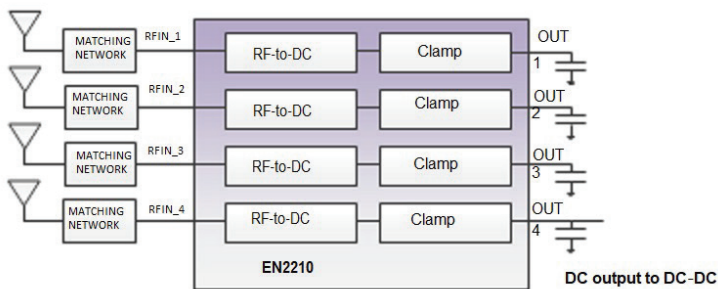 MATCHING
NETWORK
RFIN_1
RF-to-DC
Clamp
OUT
1
MATCHING
NETWORK
RFIN_2
RF-to-DC
Clamp
OUT
2
MATCHING
NETWORK
RFIN_3
RF-to-DC
Clamp
OUT
3
MATCHING
NETWORK
RFIN_4
RF-to-DC
Clamp
OUT
4
EN2210
DC output to DC-DC